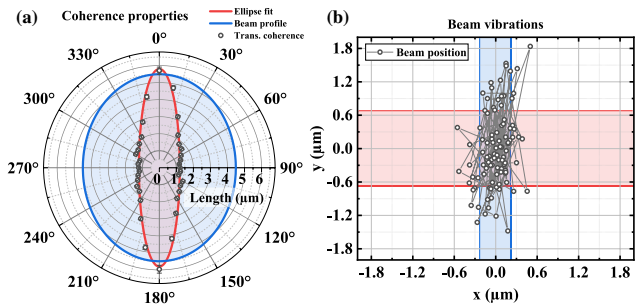 (a)
Coherence properties
Ellipse fit
Beam profile
Trans. coherence
0°
30°
60°
90°
120°
150°
180°
210°
240°
270°
300°
330°
0 1 2 3 4 5 6
Length (µm)
(b)
Beam vibrations
Beam position
y (µm)
1.8
1.2
0.6
0.0
-0.6
-1.2
-1.8
-1.8 -1.2 -0.6 0.0 0.6 1.2 1.8
x (µm)